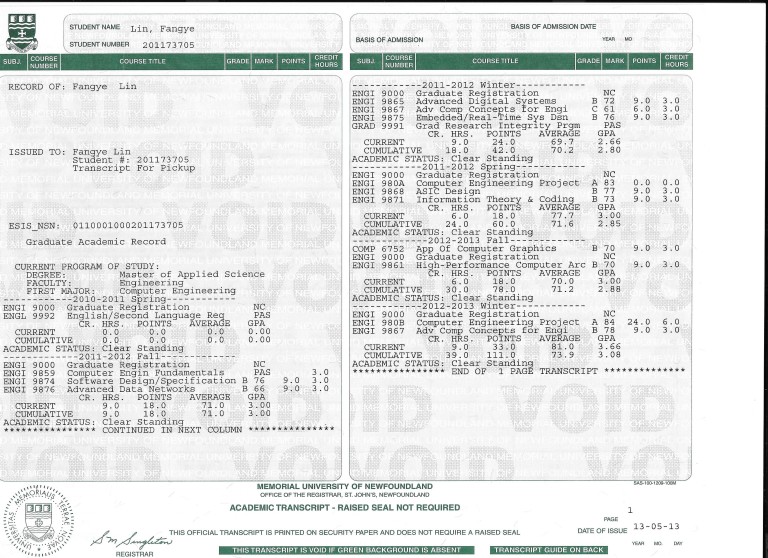 STUDENT NAME Lin, Fangye
STUDENT NUMBER 201173705
BASIS OF ADMISSION DATE
BASIS OF ADMISSION YEAR MO
SUBJ. COURSE NUMBER COURSE TITLE GRADE MARK POINTS CREDIT HOURS
RECORD OF: Fangye Lin
ISSUED TO: Fangye Lin
Student #: 201173705
Transcript For Pickup
ESIS_NSN: 0110001000201173705
Graduate Academic Record
CURRENT PROGRAM OF STUDY:
DEGREE: Master of Applied Science
FACULTY: Engineering
FIRST MAJOR: Computer Engineering
------------2010-2011 Spring------------
ENGI 9000 Graduate Registration NC
ENGL 9992 English/Second Language Req PAS
CR. HRS. POINTS AVERAGE GPA
CURRENT 0.0 0.0 0.0 0.00
CUMULATIVE 0.0 0.0 0.0 0.00
ACADEMIC STATUS: Clear Standing
------------2011-2012 Fall------------
ENGI 9000 Graduate Registration NC
ENGI 9859 Computer Engin Fundamentals PAS 3.0
ENGI 9874 Software Design/Specification B 76 9.0 3.0
ENGI 9876 Advanced Data Networks B 66 9.0 3.0
CR. HRS. POINTS AVERAGE GPA
CURRENT 9.0 18.0 71.0 3.00
CUMULATIVE 9.0 18.0 71.0 3.00
ACADEMIC STATUS: Clear Standing
**************** CONTINUED IN NEXT COLUMN ***************
SUBJ. COURSE NUMBER COURSE TITLE GRADE MARK POINTS CREDIT HOURS
------------2011-2012 Winter------------
ENGI 9000 Graduate Registration NC
ENGI 9865 Advanced Digital Systems B 72 9.0 3.0
ENGI 9867 Adv Comp Concepts for Engi C 61 6.0 3.0
ENGI 9875 Embedded/Real-Time Sys Dsn B 76 9.0 3.0
GRAD 9991 Grad Research Integrity Prgm PAS
CR. HRS. POINTS AVERAGE GPA
CURRENT 9.0 24.0 69.7 2.66
CUMULATIVE 18.0 42.0 70.2 2.80
ACADEMIC STATUS: Clear Standing
------------2011-2012 Spring------------
ENGI 9000 Graduate Registration NC
ENGI 980A Computer Engineering Project A 83 0.0 0.0
ENGI 9868 ASIC Design B 77 9.0 3.0
ENGI 9871 Information Theory & Coding B 73 9.0 3.0
CR. HRS. POINTS AVERAGE GPA
CURRENT 6.0 18.0 77.7 3.00
CUMULATIVE 24.0 60.0 71.6 2.85
ACADEMIC STATUS: Clear Standing
------------2012-2013 Fall------------
COMP 6752 App Of Computer Graphics B 70 9.0 3.0
ENGI 9000 Graduate Registration NC
ENGI 9861 High-Performance Computer Arc B 70 9.0 3.0
CR. HRS. POINTS AVERAGE GPA
CURRENT 6.0 18.0 70.0 3.00
CUMULATIVE 30.0 78.0 71.2 2.88
ACADEMIC STATUS: Clear Standing
------------2012-2013 Winter------------
ENGI 9000 Graduate Registration NC
ENGI 980B Computer Engineering Project A 84 24.0 6.0
ENGI 9867 Adv Comp Concepts for Engi B 78 9.0 3.0
CR. HRS. POINTS AVERAGE GPA
CURRENT 9.0 33.0 81.0 3.66
CUMULATIVE 39.0 111.0 73.9 3.08
ACADEMIC STATUS: Clear Standing
**************** END OF 1 PAGE TRANSCRIPT **************
SAS-100-1209-100M
MEMORIAL UNIVERSITY OF NEWFOUNDLAND
OFFICE OF THE REGISTRAR, ST. JOHN'S, NEWFOUNDLAND
ACADEMIC TRANSCRIPT - RAISED SEAL NOT REQUIRED
PAGE 1
THIS OFFICIAL TRANSCRIPT IS PRINTED ON SECURITY PAPER AND DOES NOT REQUIRE A RAISED SEAL
DATE OF ISSUE 13-05-13
YEAR MO. DAY
REGISTRAR
THIS TRANSCRIPT IS VOID IF GREEN BACKGROUND IS ABSENT
TRANSCRIPT GUIDE ON BACK